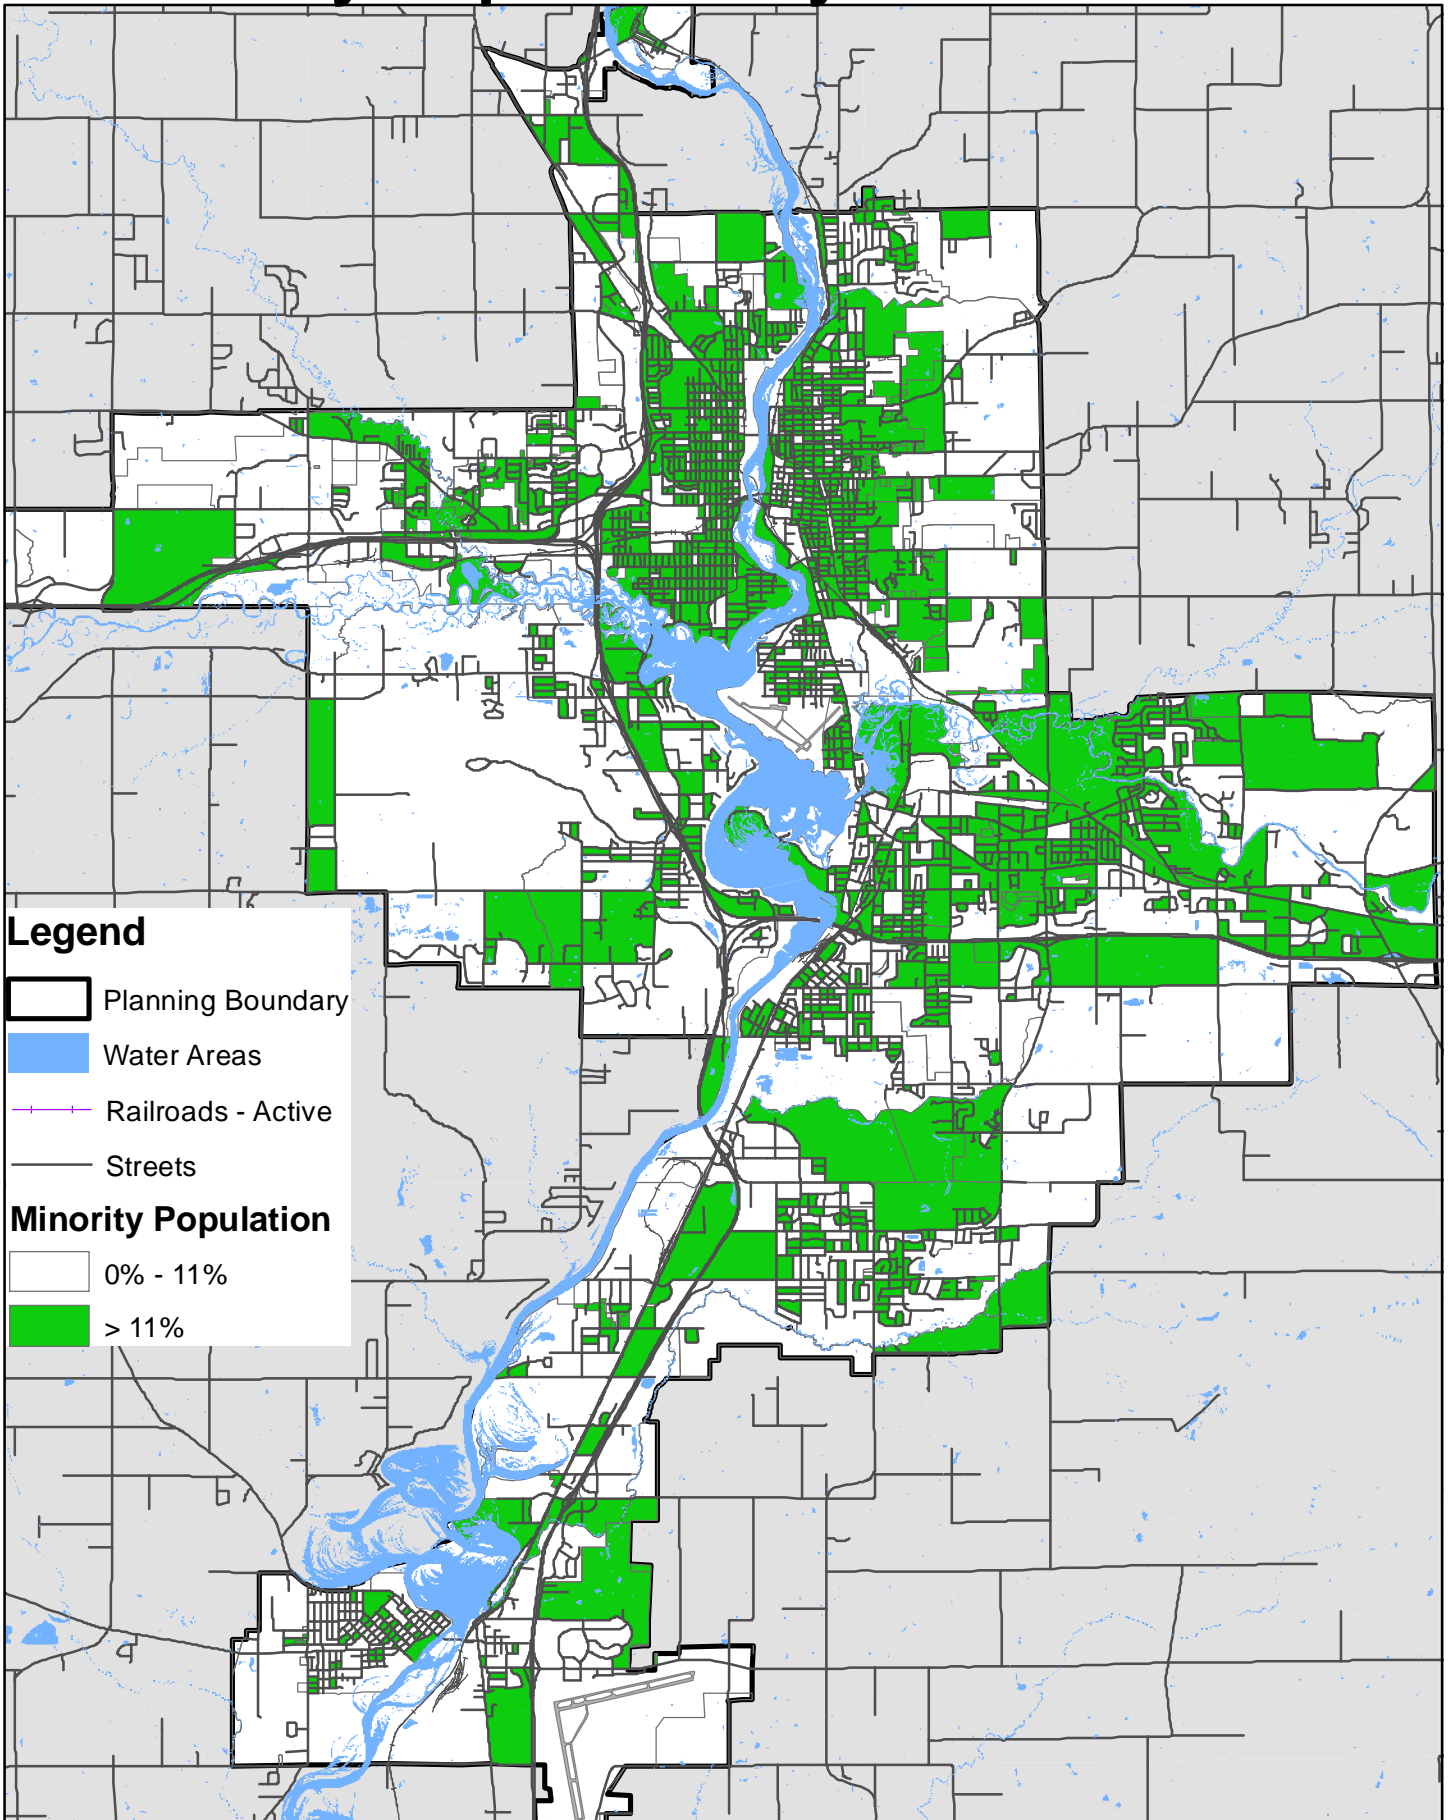 Legend
Planning Boundary
Water Areas
Railroads - Active
Streets
Minority Population
0% - 11%
> 11%